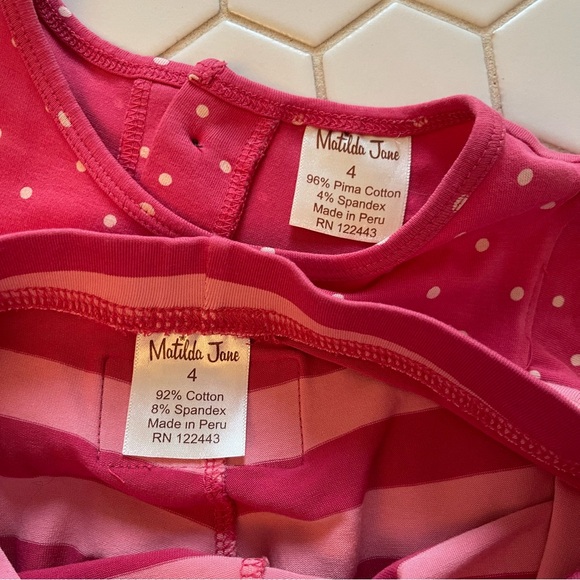 Matilda Jane
4
96% Pima Cotton
4% Spandex
Made in Peru
RN 122443
Matilda Jane
4
92% Cotton
8% Spandex
Made in Peru
RN 122443